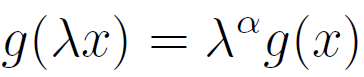 g(λx) = λ^α g(x)